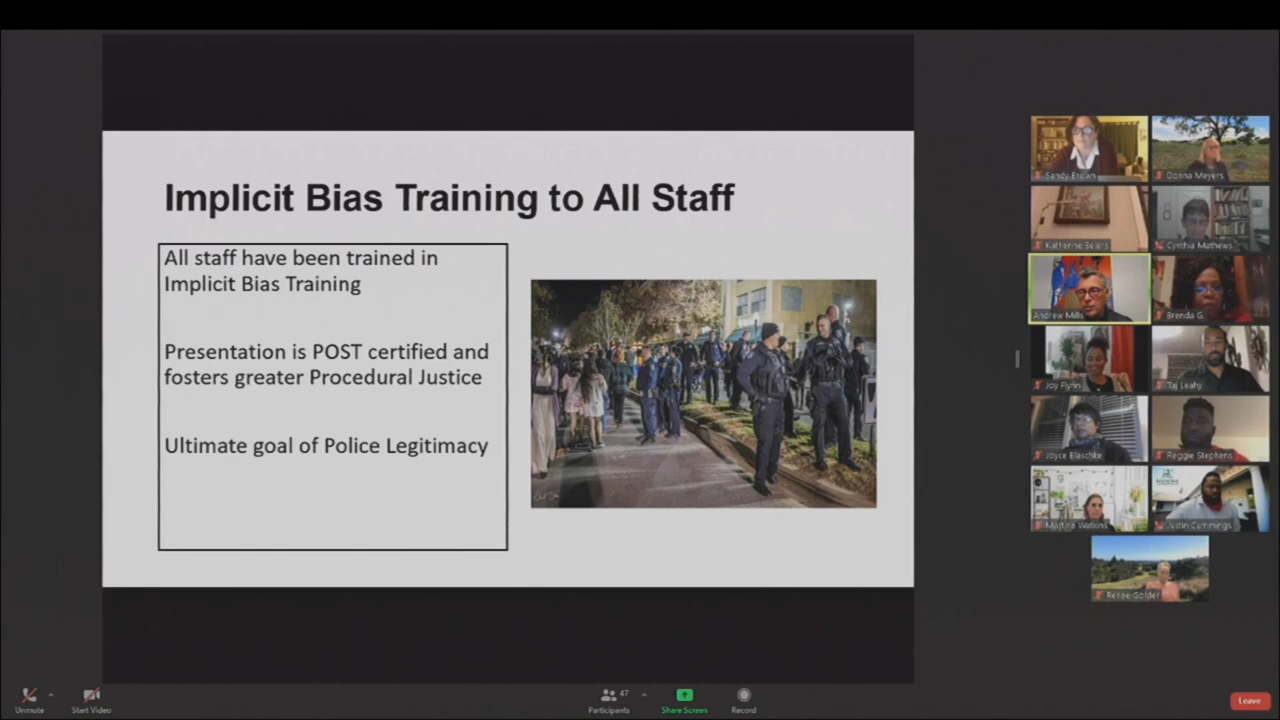 Implicit Bias Training to All Staff
All staff have been trained in
Implicit Bias Training
Presentation is POST certified and
fosters greater Procedural Justice
Ultimate goal of Police Legitimacy
Sandy Brown
Donna Meyers
Katherine Beiers
Cynthia Mathews
Andrew Mills
Brenda G.
Joy Flynn
Taj Leahy
Joyce Blaschke
Reggie Stephens
Martine Watkins
Justin Cummings
Renee Golder
Unmute
Start Video
Participants
47
Share Screen
Record
Leave